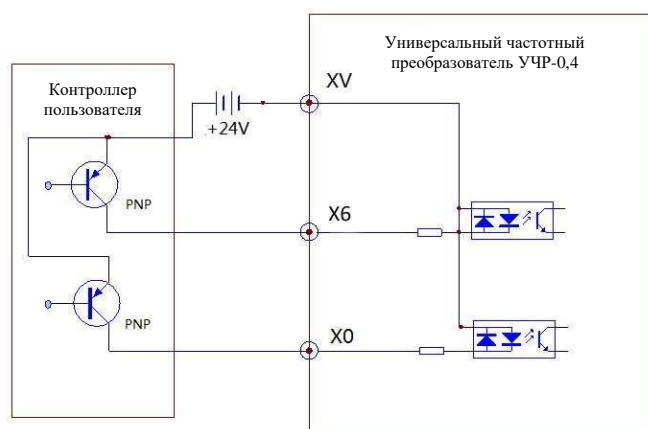 Контроллер
пользователя
Универсальный частотный
преобразователь УЧР-0,4
XV
+24V
PNP
X6
PNP
X0